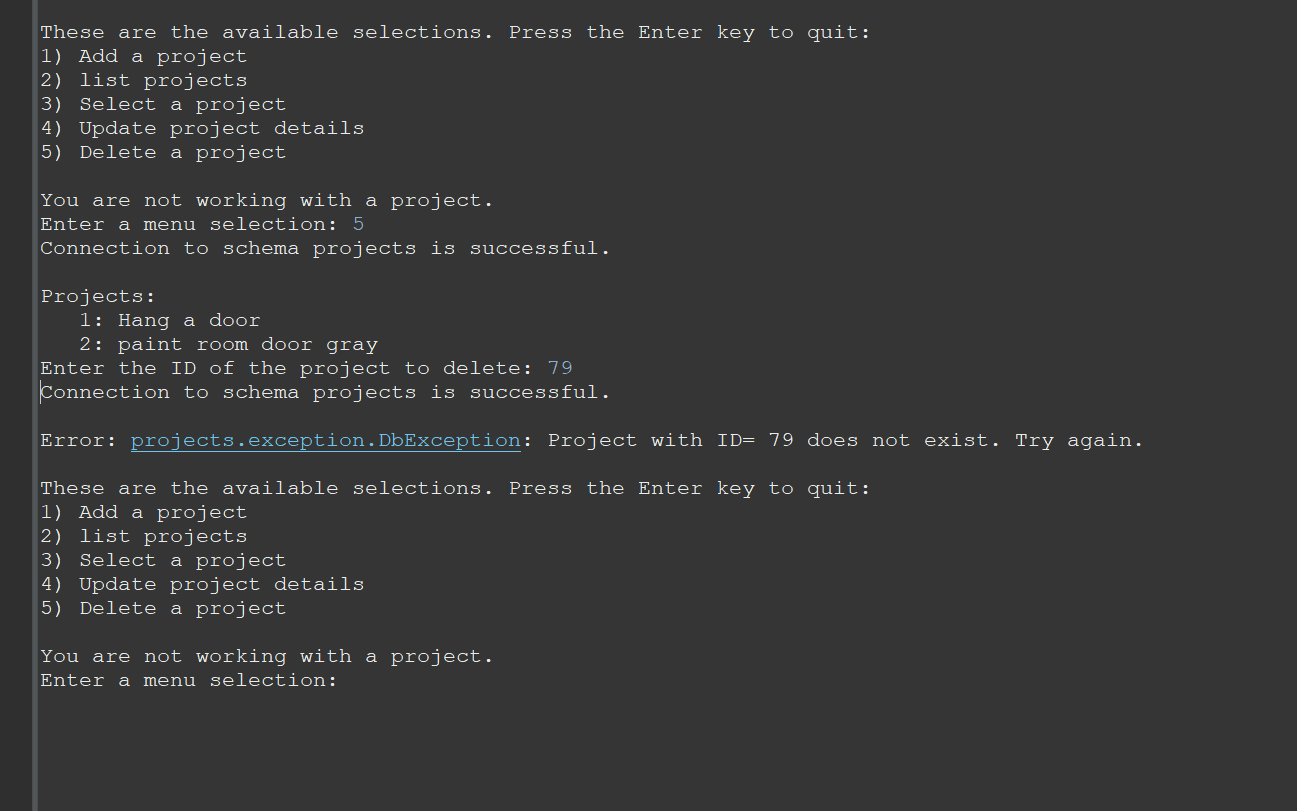 These are the available selections. Press the Enter key to quit:
1) Add a project
2) list projects
3) Select a project
4) Update project details
5) Delete a project
You are not working with a project.
Enter a menu selection: 5
Connection to schema projects is successful.
Projects:
1: Hang a door
2: paint room door gray
Enter the ID of the project to delete: 79
Connection to schema projects is successful.
Error: projects.exception.DbException: Project with ID= 79 does not exist. Try again.
These are the available selections. Press the Enter key to quit:
1) Add a project
2) list projects
3) Select a project
4) Update project details
5) Delete a project
You are not working with a project.
Enter a menu selection: